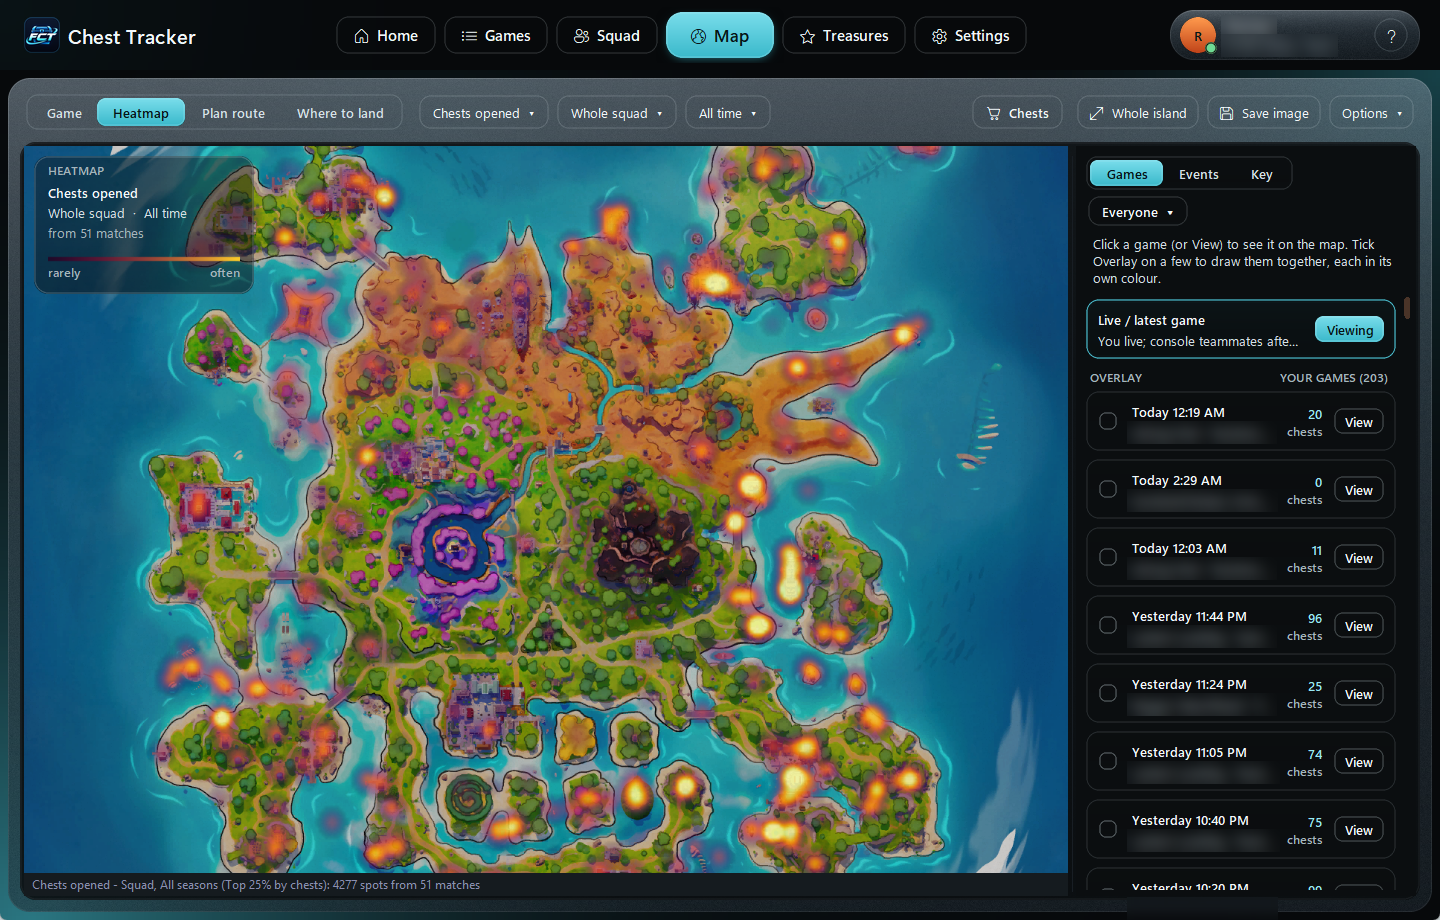 FCT
Chest Tracker
Home
Games
Squad
Map
Treasures
Settings
R
?
Game
Heatmap
Plan route
Where to land
Chests opened
Whole squad
All time
Chests
Whole island
Save image
Options
HEATMAP
Chests opened
Whole squad · All time
from 51 matches
rarely
often
Games
Events
Key
Everyone
Click a game (or View) to see it on the map. Tick
Overlay on a few to draw them together, each in its
own colour.
Live / latest game
You live; console teammates afte...
Viewing
OVERLAY
YOUR GAMES (203)
Today 12:19 AM
20
chests
View
Today 2:29 AM
0
chests
View
Today 12:03 AM
11
chests
View
Yesterday 11:44 PM
96
chests
View
Yesterday 11:24 PM
25
chests
View
Yesterday 11:05 PM
74
chests
View
Yesterday 10:40 PM
75
chests
View
Yesterday 10:20 PM
Chests opened - Squad, All seasons (Top 25% by chests): 4277 spots from 51 matches